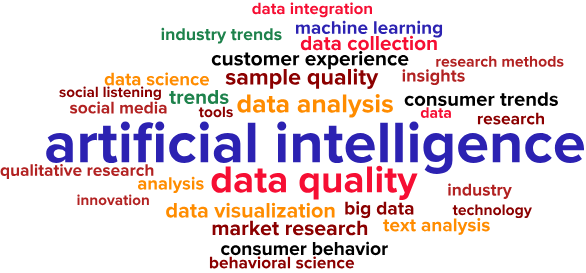 data integration
industry trends machine learning
data collection
customer experience research methods
data science sample quality insights
social listening trends data analysis consumer trends
social media tools data research
artificial intelligence
qualitative research data quality
analysis industry
innovation data visualization big data technology
market research text analysis
consumer behavior
behavioral science